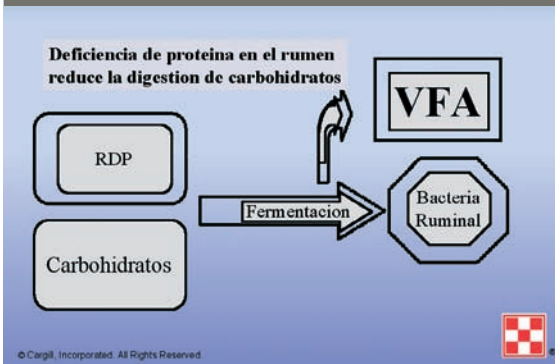 Deficiencia de proteina en el rumen
reduce la digestion de carbohidratos
VFA
RDP
Fermentacion
Bacteria
Ruminal
Carbohidratos
© Cargill, Incorporated. All Rights Reserved.
®